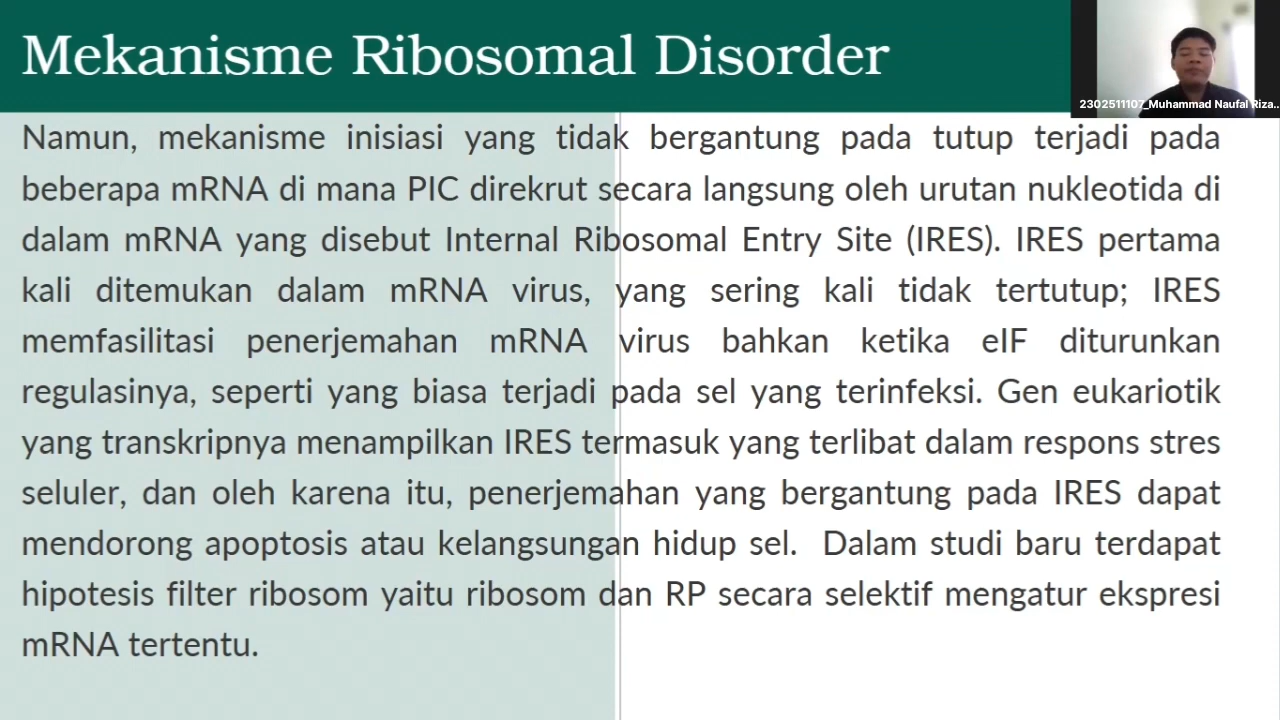 Mekanisme Ribosomal Disorder
2302511107_Muhammad Naufal Riza...
Namun, mekanisme inisiasi yang tidak bergantung pada tutup terjadi pada
beberapa mRNA di mana PIC direkrut secara langsung oleh urutan nukleotida di
dalam mRNA yang disebut Internal Ribosomal Entry Site (IRES). IRES pertama
kali ditemukan dalam mRNA virus, yang sering kali tidak tertutup; IRES
memfasilitasi penerjemahan mRNA virus bahkan ketika eIF diturunkan
regulasinya, seperti yang biasa terjadi pada sel yang terinfeksi. Gen eukariotik
yang transkripnya menampilkan IRES termasuk yang terlibat dalam respons stres
seluler, dan oleh karena itu, penerjemahan yang bergantung pada IRES dapat
mendorong apoptosis atau kelangsungan hidup sel. Dalam studi baru terdapat
hipotesis filter ribosom yaitu ribosom dan RP secara selektif mengatur ekspresi
mRNA tertentu.